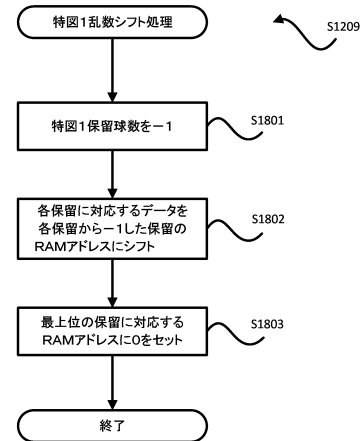 特図1乱数シフト処理
S1209
特図1保留球数を－1
S1801
各保留に対応するデータを
各保留から－1した保留の
RAMアドレスにシフト
S1802
最上位の保留に対応する
RAMアドレスに0をセット
S1803
終了